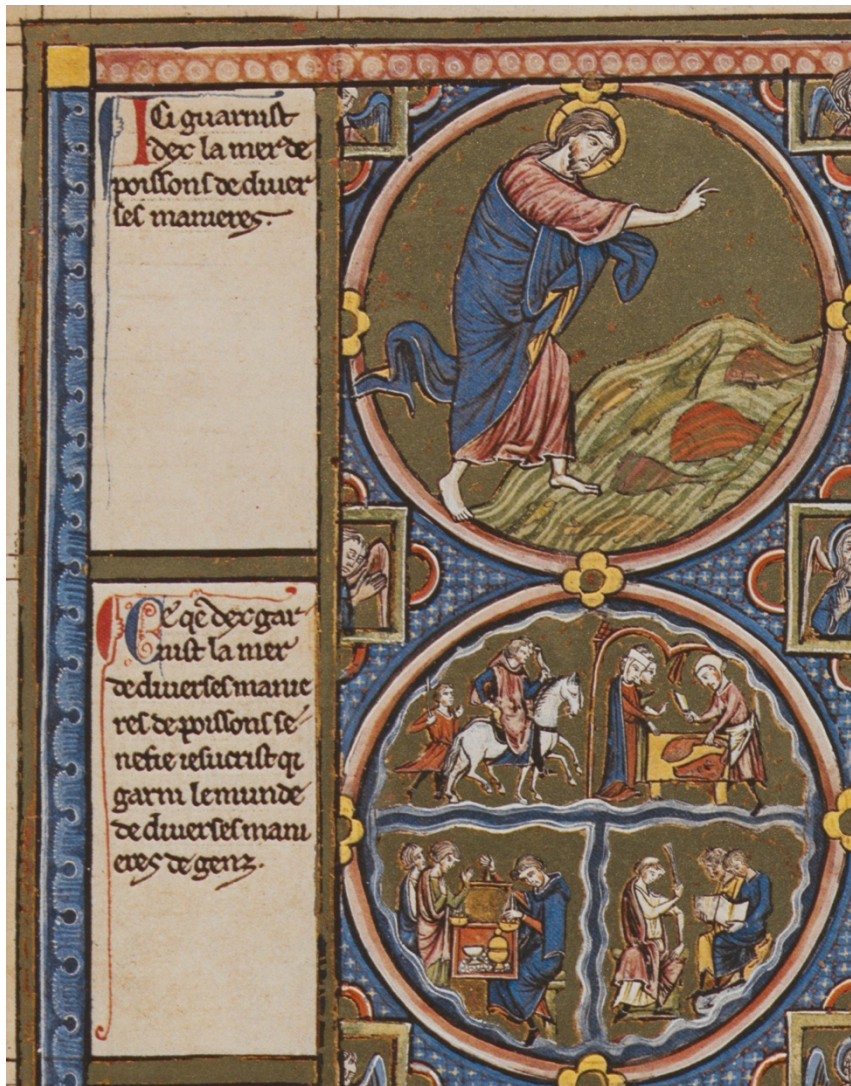 Ici guarnist
dex la mer de
poissons de diuer
ses manieres.
Ce qe dex gar
nist la mer
de diuerses manie
res de poissons se
nefie iesucrist qi
garni le munde
de diuerses mani
eres de genz.